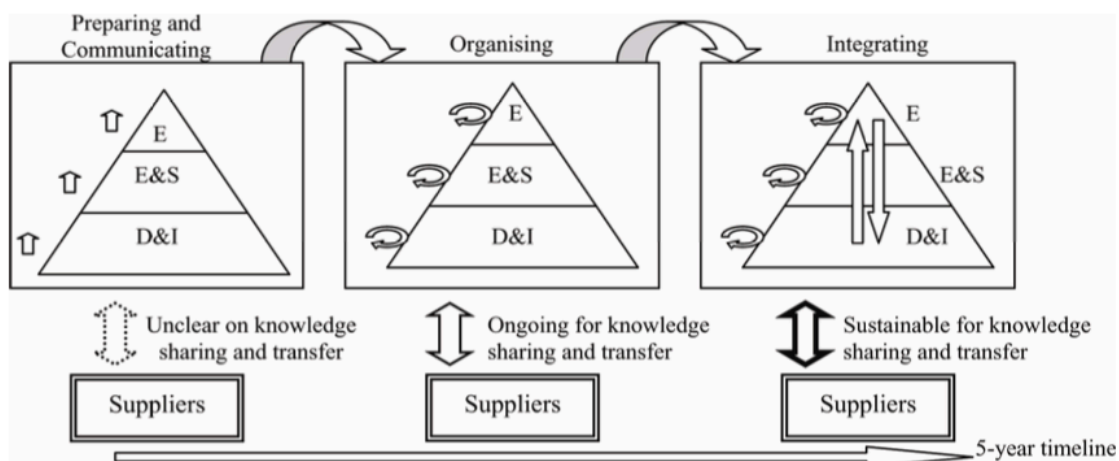 Preparing and
Communicating
Organising
Integrating
E
E&S
D&I
E
E&S
D&I
E
E&S
D&I
Unclear on knowledge
sharing and transfer
Ongoing for knowledge
sharing and transfer
Sustainable for knowledge
sharing and transfer
Suppliers
Suppliers
Suppliers
5-year timeline